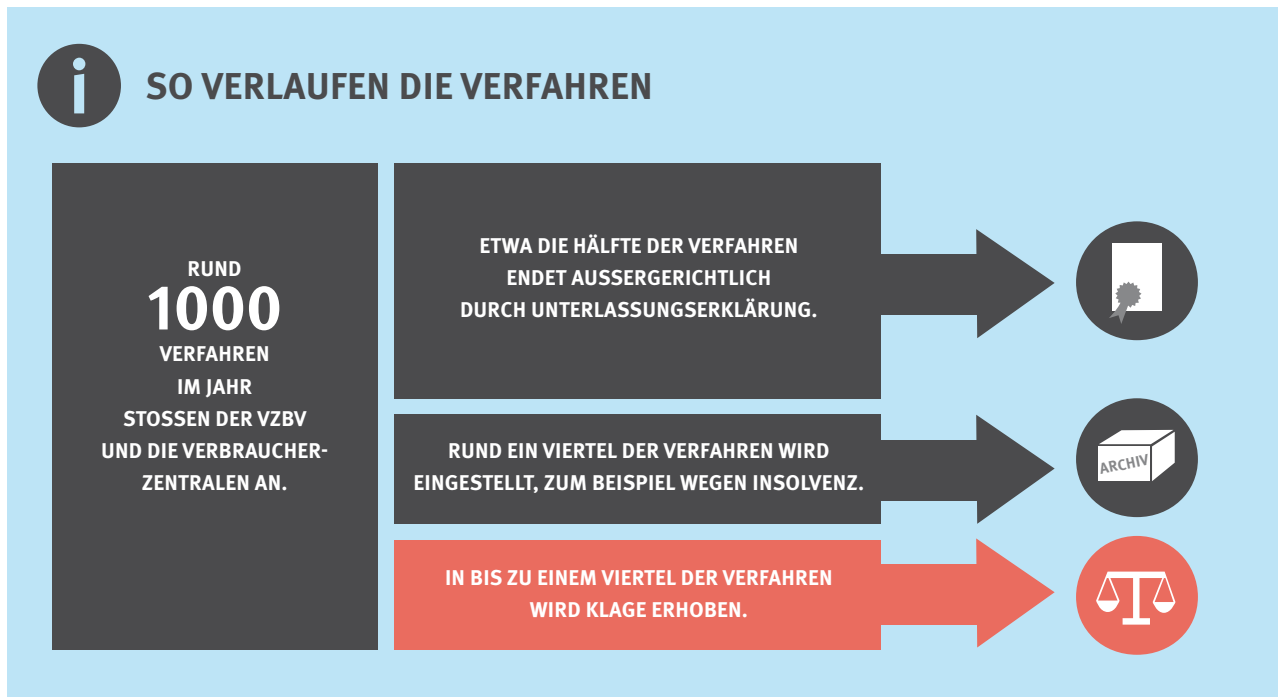 i
SO VERLAUFEN DIE VERFAHREN
RUND
1000
VERFAHREN
IM JAHR
STOSSEN DER VZBV
UND DIE VERBRAUCHER-
ZENTRALEN AN.
ETWA DIE HÄLFTE DER VERFAHREN
ENDET AUSSERGERICHTLICH
DURCH UNTERLASSUNGSERKLÄRUNG.
RUND EIN VIERTEL DER VERFAHREN WIRD
EINGESTELLT, ZUM BEISPIEL WEGEN INSOLVENZ.
ARCHIV
IN BIS ZU EINEM VIERTEL DER VERFAHREN
WIRD KLAGE ERHOBEN.